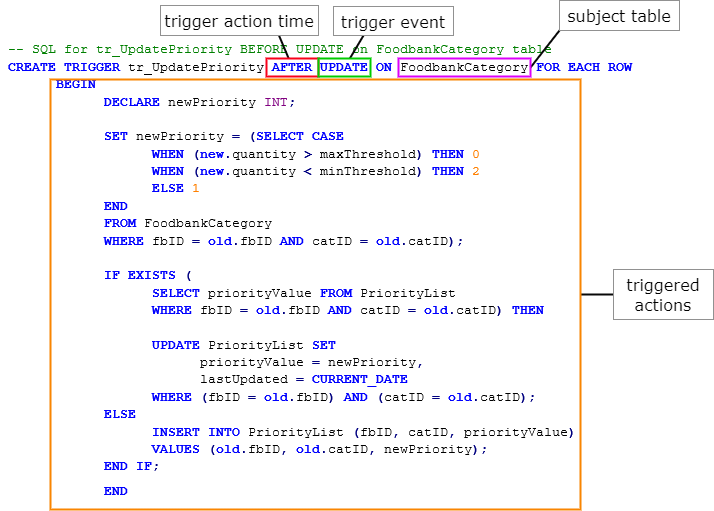 trigger action time
trigger event
subject table
-- SQL for tr_UpdatePriority BEFORE UPDATE on FoodbankCategory table
CREATE TRIGGER tr_UpdatePriority AFTER UPDATE ON FoodbankCategory FOR EACH ROW
BEGIN
DECLARE newPriority INT;
SET newPriority = (SELECT CASE
WHEN (new.quantity > maxThreshold) THEN 0
WHEN (new.quantity < minThreshold) THEN 2
ELSE 1
END
FROM FoodbankCategory
WHERE fbID = old.fbID AND catID = old.catID);
IF EXISTS (
SELECT priorityValue FROM PriorityList
WHERE fbID = old.fbID AND catID = old.catID) THEN
UPDATE PriorityList SET
priorityValue = newPriority,
lastUpdated = CURRENT_DATE
WHERE (fbID = old.fbID) AND (catID = old.catID);
ELSE
INSERT INTO PriorityList (fbID, catID, priorityValue)
VALUES (old.fbID, old.catID, newPriority);
END IF;
END
triggered
actions